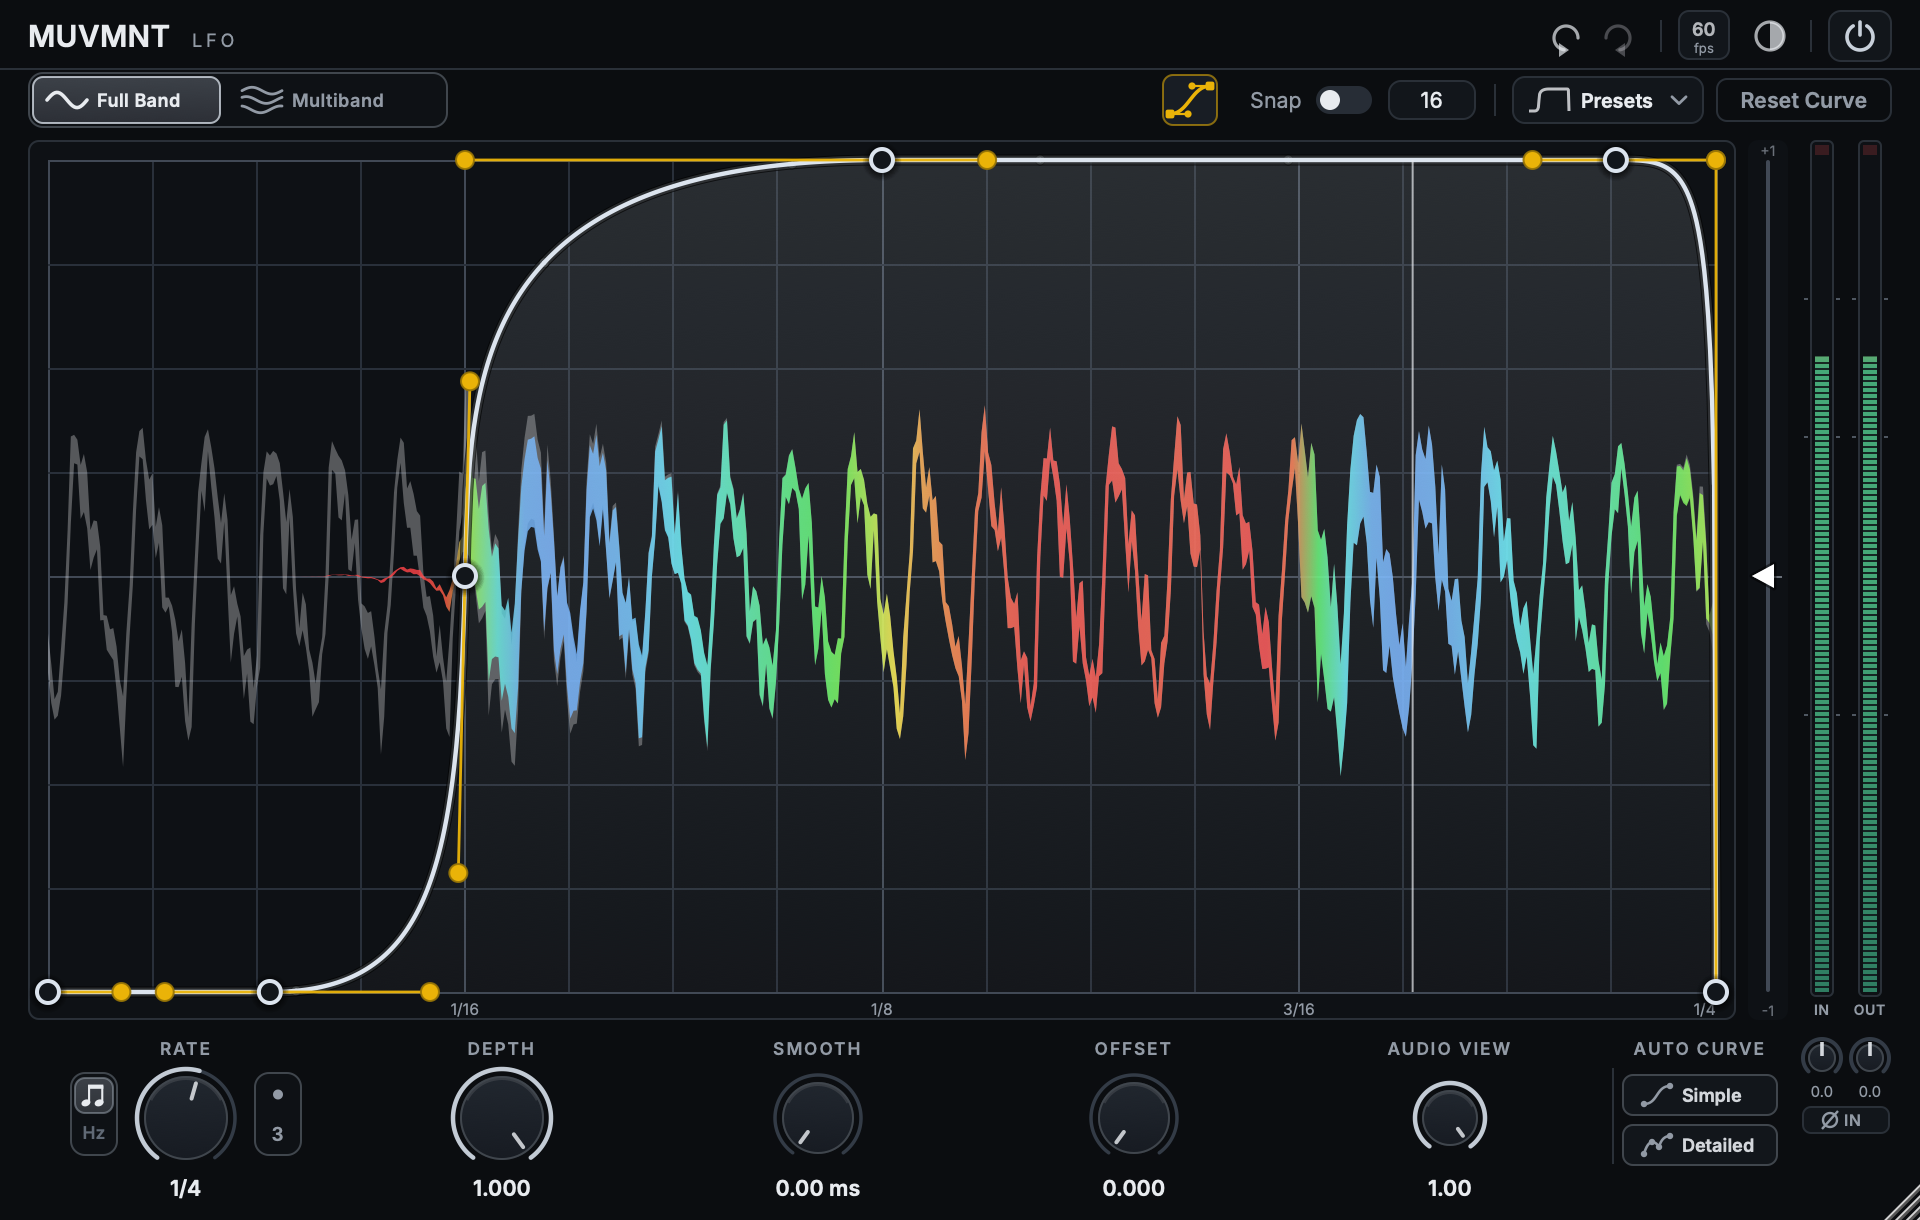 MUVMNT LFO
60
fps
Full Band
Multiband
Snap
16
Presets
Reset Curve
+1
1/16
1/8
3/16
1/4
-1
IN
OUT
RATE
DEPTH
SMOOTH
OFFSET
AUDIO VIEW
AUTO CURVE
Hz
3
Simple
Detailed
0.0
0.0
Ø IN
1/4
1.000
0.00 ms
0.000
1.00